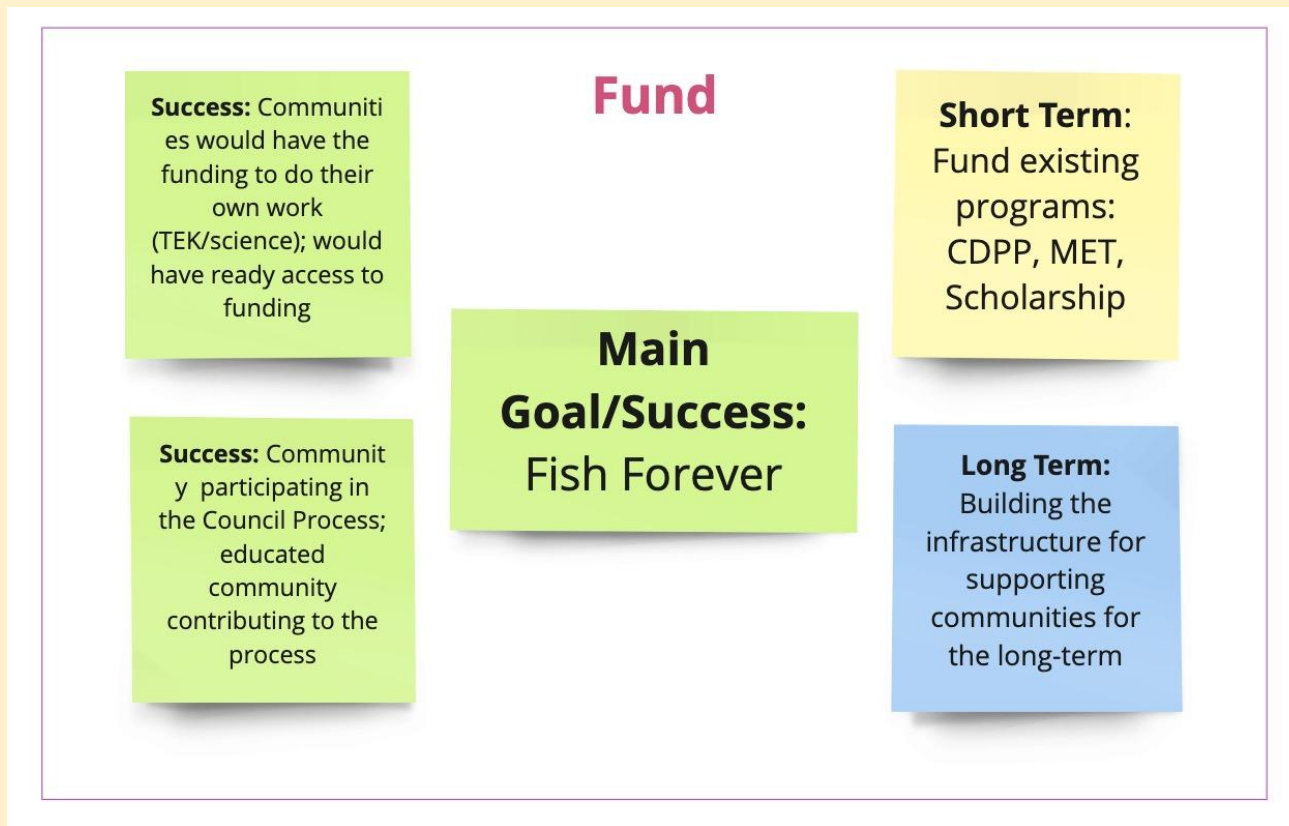 Fund
Success: Communiti
es would have the
funding to do their
own work
(TEK/science); would
have ready access to
funding
Success: Communit
y participating in
the Council Process;
educated
community
contributing to the
process
Main
Goal/Success:
Fish Forever
Short Term:
Fund existing
programs:
CDPP, MET,
Scholarship
Long Term:
Building the
infrastructure for
supporting
communities for
the long-term